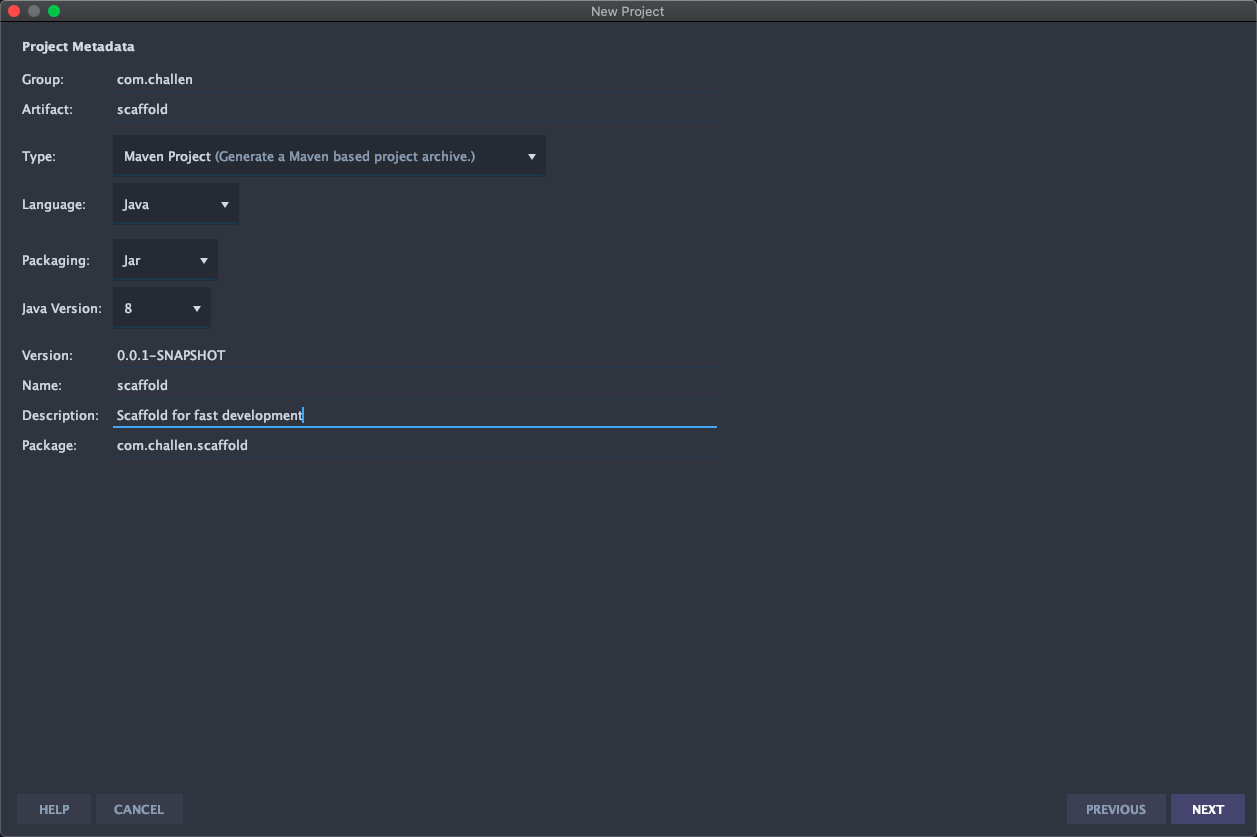 New Project
Project Metadata
Group: com.challen
Artifact: scaffold
Type: Maven Project (Generate a Maven based project archive.)
Language: Java
Packaging: Jar
Java Version: 8
Version: 0.0.1-SNAPSHOT
Name: scaffold
Description: Scaffold for fast development
Package: com.challen.scaffold
HELP CANCEL PREVIOUS NEXT